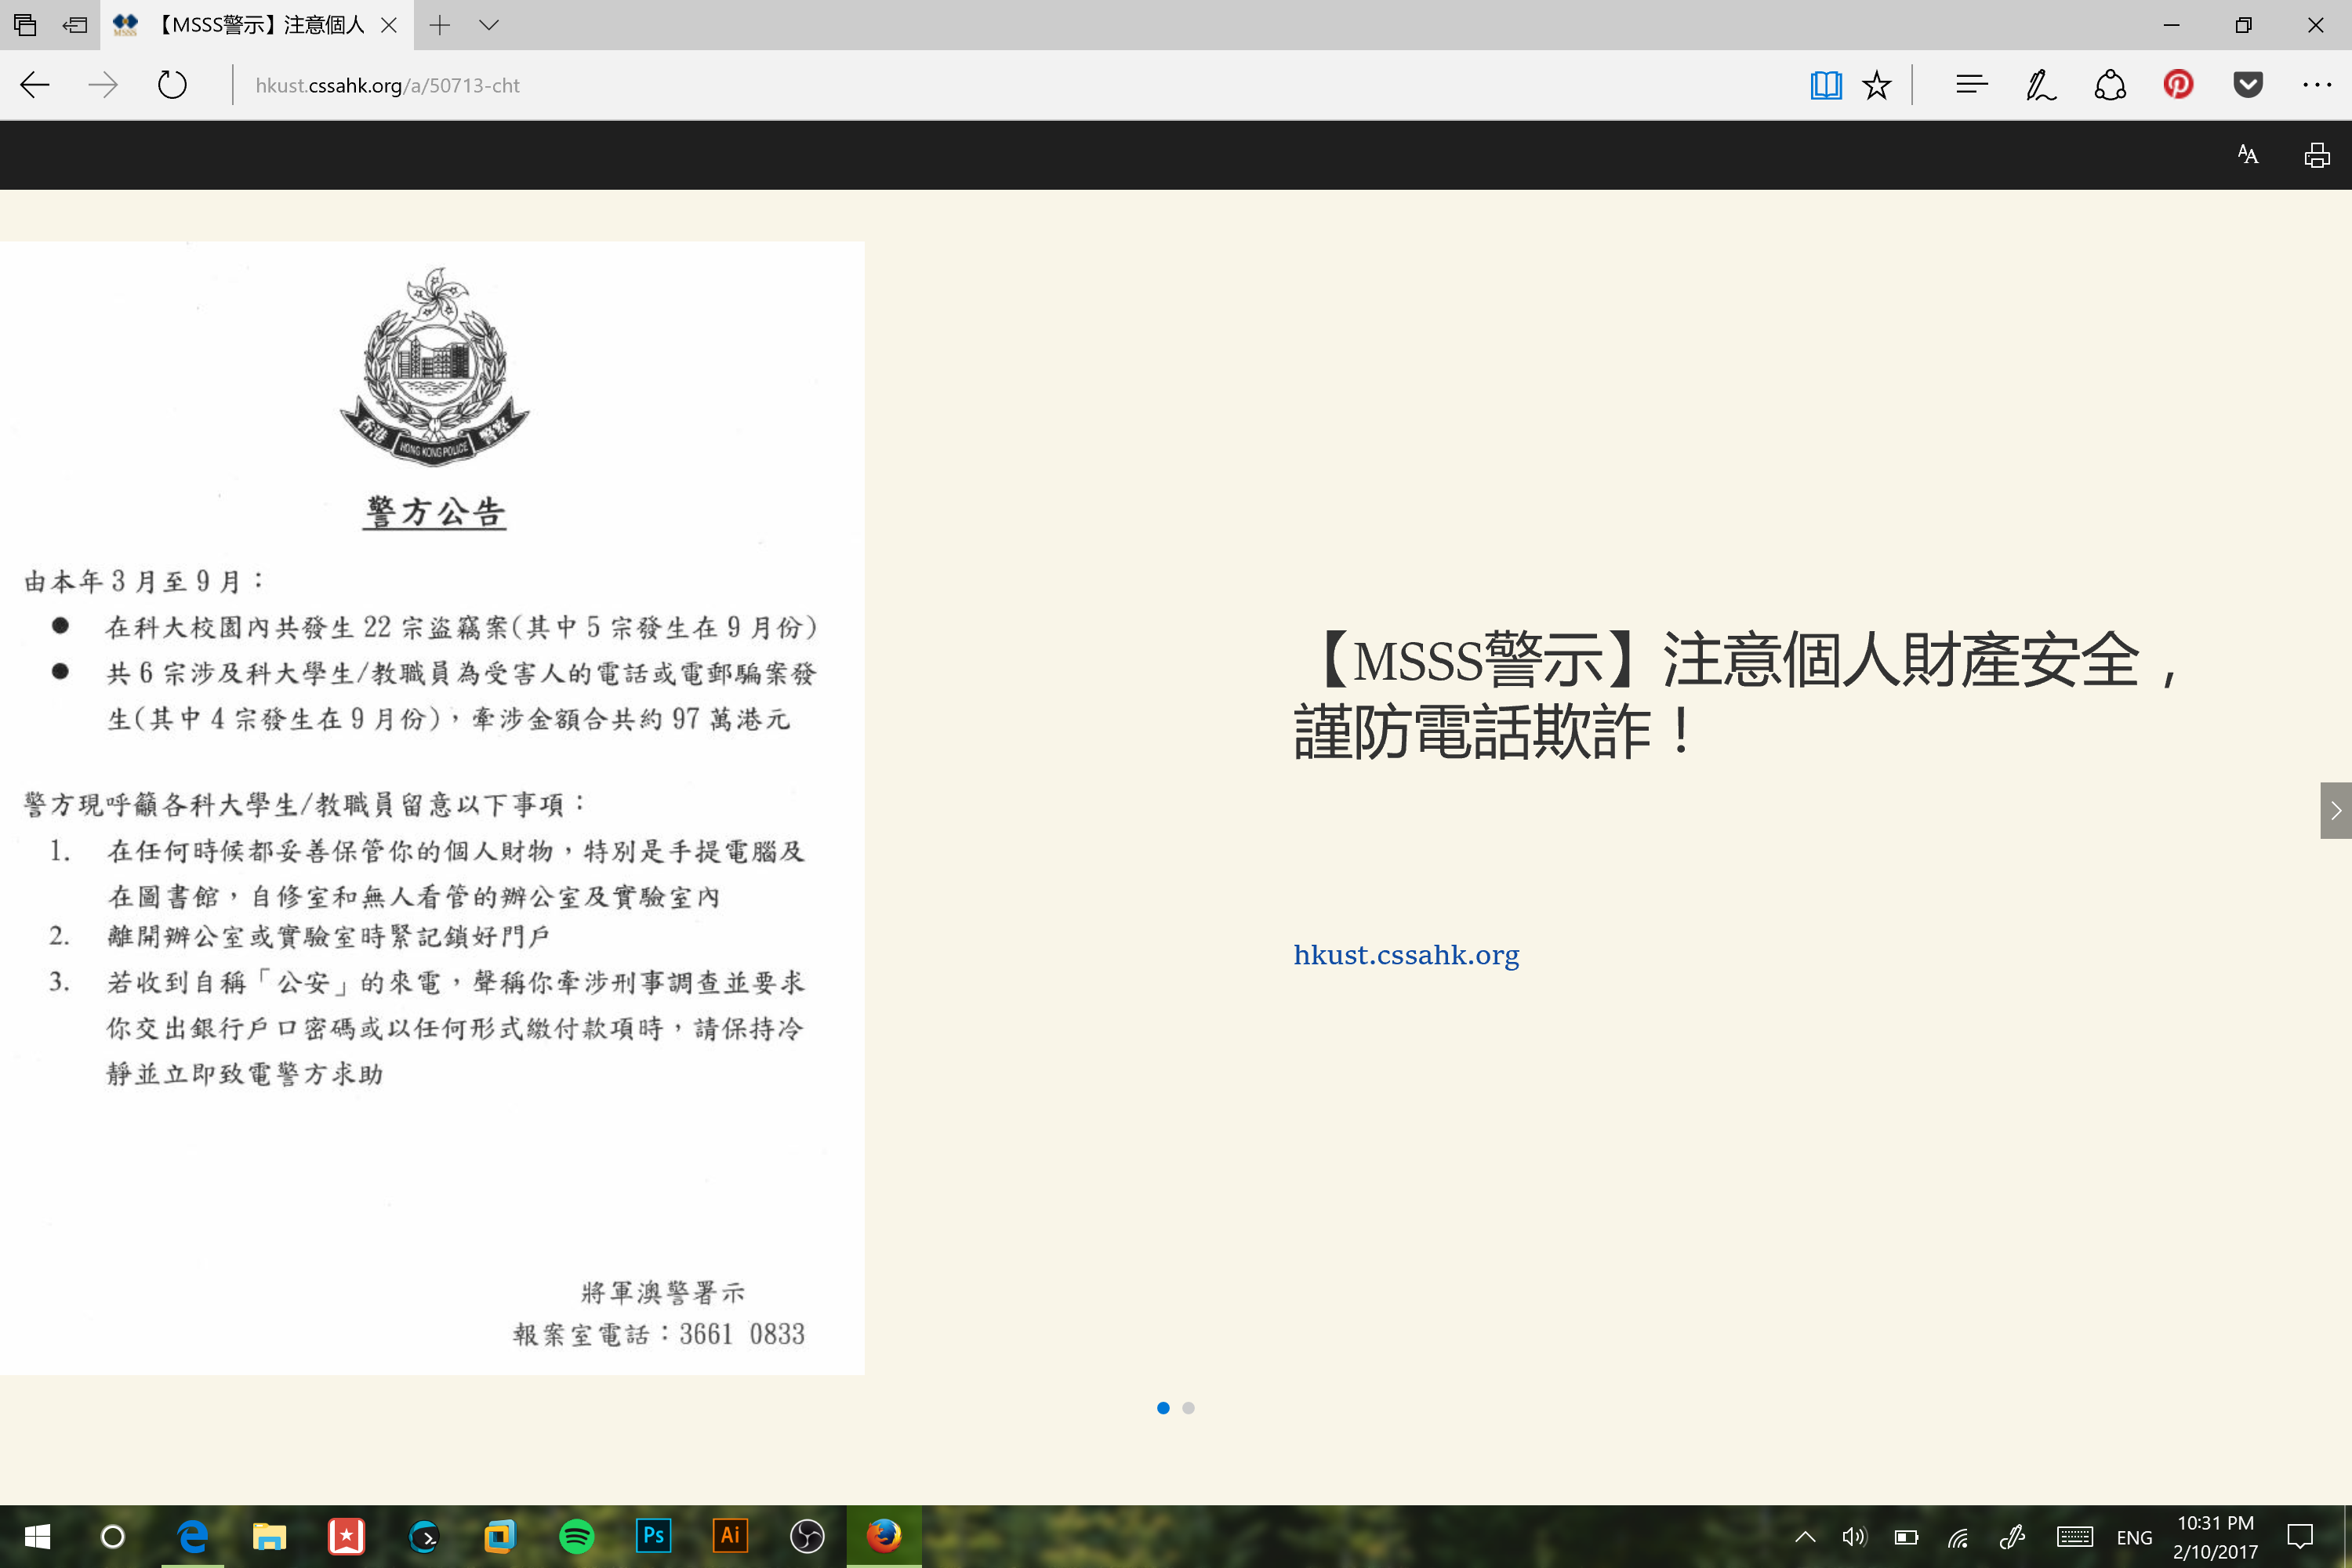 【MSSS警示】注意個人
hkust.cssahk.org/a/50713-cht
香港 HONG KONG POLICE 警察
警方公告
由本年 3 月至 9 月：
● 在科大校園內共發生 22 宗盜竊案(其中 5 宗發生在 9 月份)
● 共 6 宗涉及科大學生/教職員為受害人的電話或電郵騙案發
生(其中 4 宗發生在 9 月份)，牽涉金額合共約 97 萬港元
警方現呼籲各科大學生/教職員留意以下事項：
1. 在任何時候都妥善保管你的個人財物，特別是手提電腦及
在圖書館，自修室和無人看管的辦公室及實驗室內
2. 離開辦公室或實驗室時緊記鎖好門戶
3. 若收到自稱「公安」的來電，聲稱你牽涉刑事調查並要求
你交出銀行戶口密碼或以任何形式繳付款項時，請保持冷
靜並立即致電警方求助
將軍澳警署示
報案室電話：3661 0833
【MSSS警示】注意個人財產安全，
謹防電話欺詐！
hkust.cssahk.org
Ps
Ai
ENG
10:31 PM
2/10/2017